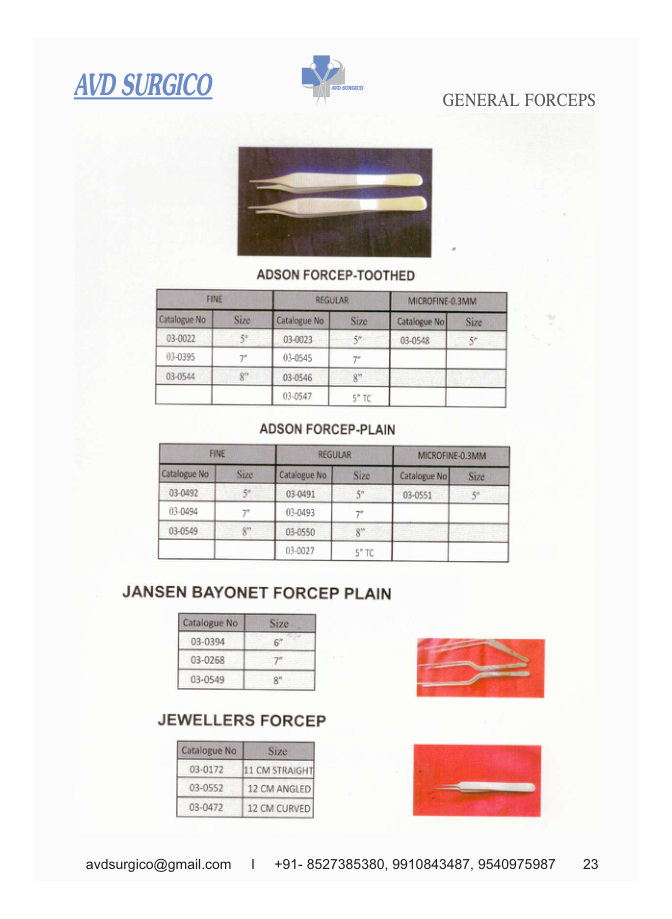 AVD SURGICO
AVD SURGICO
GENERAL FORCEPS
ADSON FORCEP-TOOTHED
FINE REGULAR MICROFINE-0.3MM
Catalogue No Size Catalogue No Size Catalogue No Size
03-0022 5" 03-0023 5" 03-0548 5"
03-0395 7" 03-0545 7"
03-0544 8" 03-0546 8"
03-0547 5" TC
ADSON FORCEP-PLAIN
FINE REGULAR MICROFINE-0.3MM
Catalogue No Size Catalogue No Size Catalogue No Size
03-0492 5" 03-0491 5" 03-0551 5"
03-0494 7" 03-0493 7"
03-0549 8" 03-0550 8"
03-0027 5" TC
JANSEN BAYONET FORCEP PLAIN
Catalogue No Size
03-0394 6"
03-0268 7"
03-0549 8"
JEWELLERS FORCEP
Catalogue No Size
03-0172 11 CM STRAIGHT
03-0552 12 CM ANGLED
03-0472 12 CM CURVED
avdsurgico@gmail.com I +91- 8527385380, 9910843487, 9540975987 23